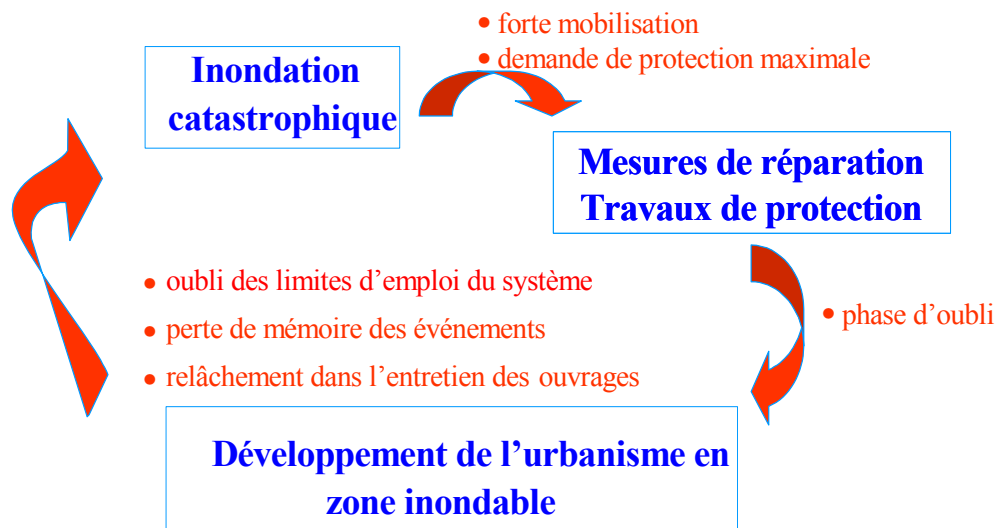 • forte mobilisation
• demande de protection maximale
Inondation
catastrophique
Mesures de réparation
Travaux de protection
• phase d’oubli
• oubli des limites d’emploi du système
• perte de mémoire des événements
• relâchement dans l’entretien des ouvrages
Développement de l’urbanisme en
zone inondable